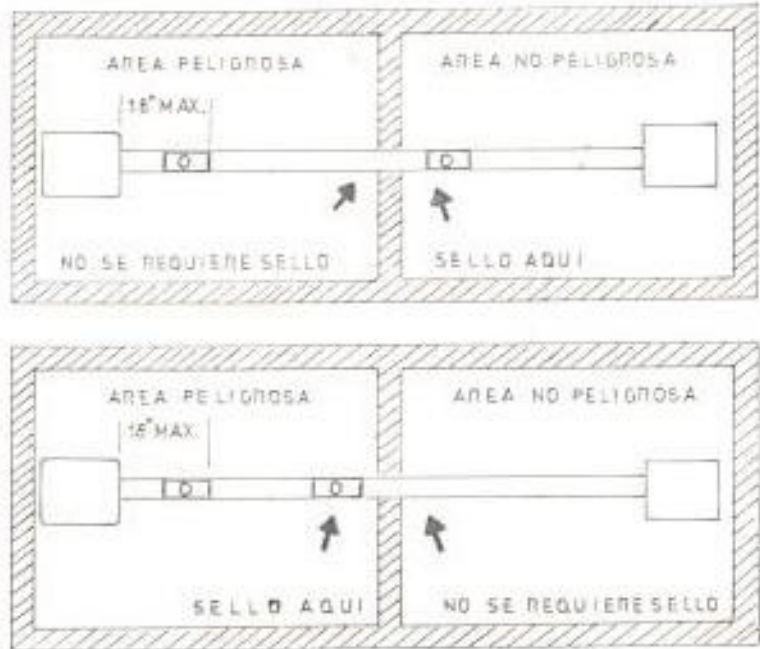 AREA PELIGROSA
AREA NO PELIGROSA
18" MAX.
NO SE REQUIERE SELLO
SELLO AQUI
AREA PELIGROSA
AREA NO PELIGROSA
18" MAX.
SELLO AQUI
NO SE REQUIERE SELLO